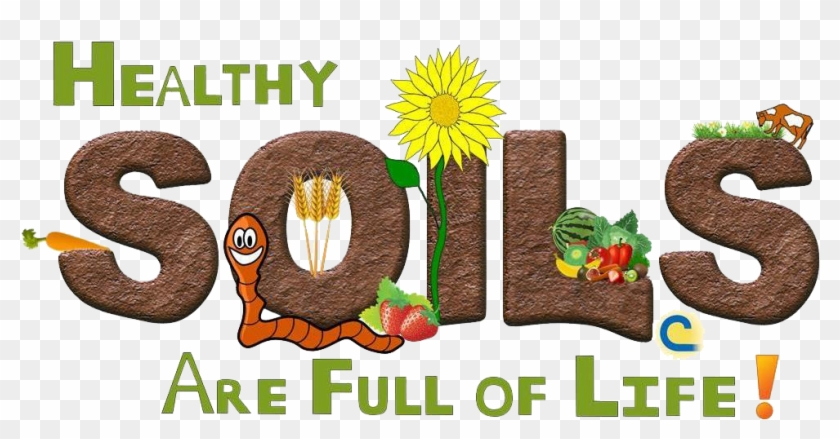 HEALTHY
SOILS
ARE FULL OF LIFE!